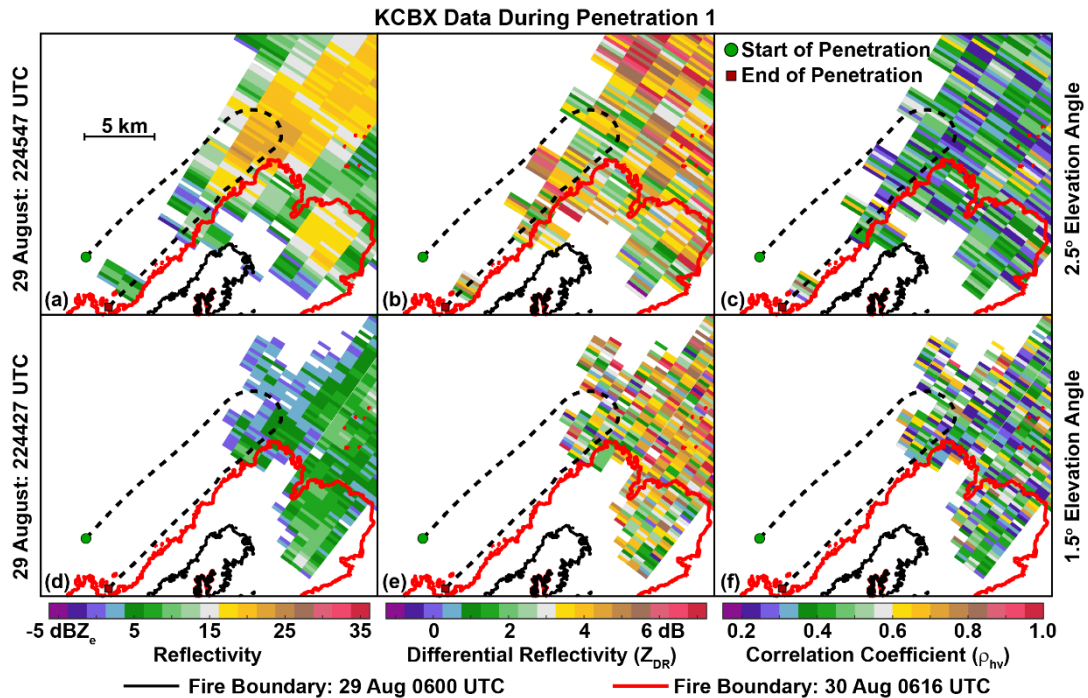 KCBX Data During Penetration 1
29 August: 224547 UTC
5 km
Start of Penetration
End of Penetration
2.5° Elevation Angle
(a)
(b)
(c)
29 August: 224427 UTC
1.5° Elevation Angle
(d)
(e)
(f)
-5 dBZe 5 15 25 35
0 2 4 6 dB
0.2 0.4 0.6 0.8 1.0
Reflectivity
Differential Reflectivity (ZDR)
Correlation Coefficient (ρhv)
Fire Boundary: 29 Aug 0600 UTC
Fire Boundary: 30 Aug 0616 UTC